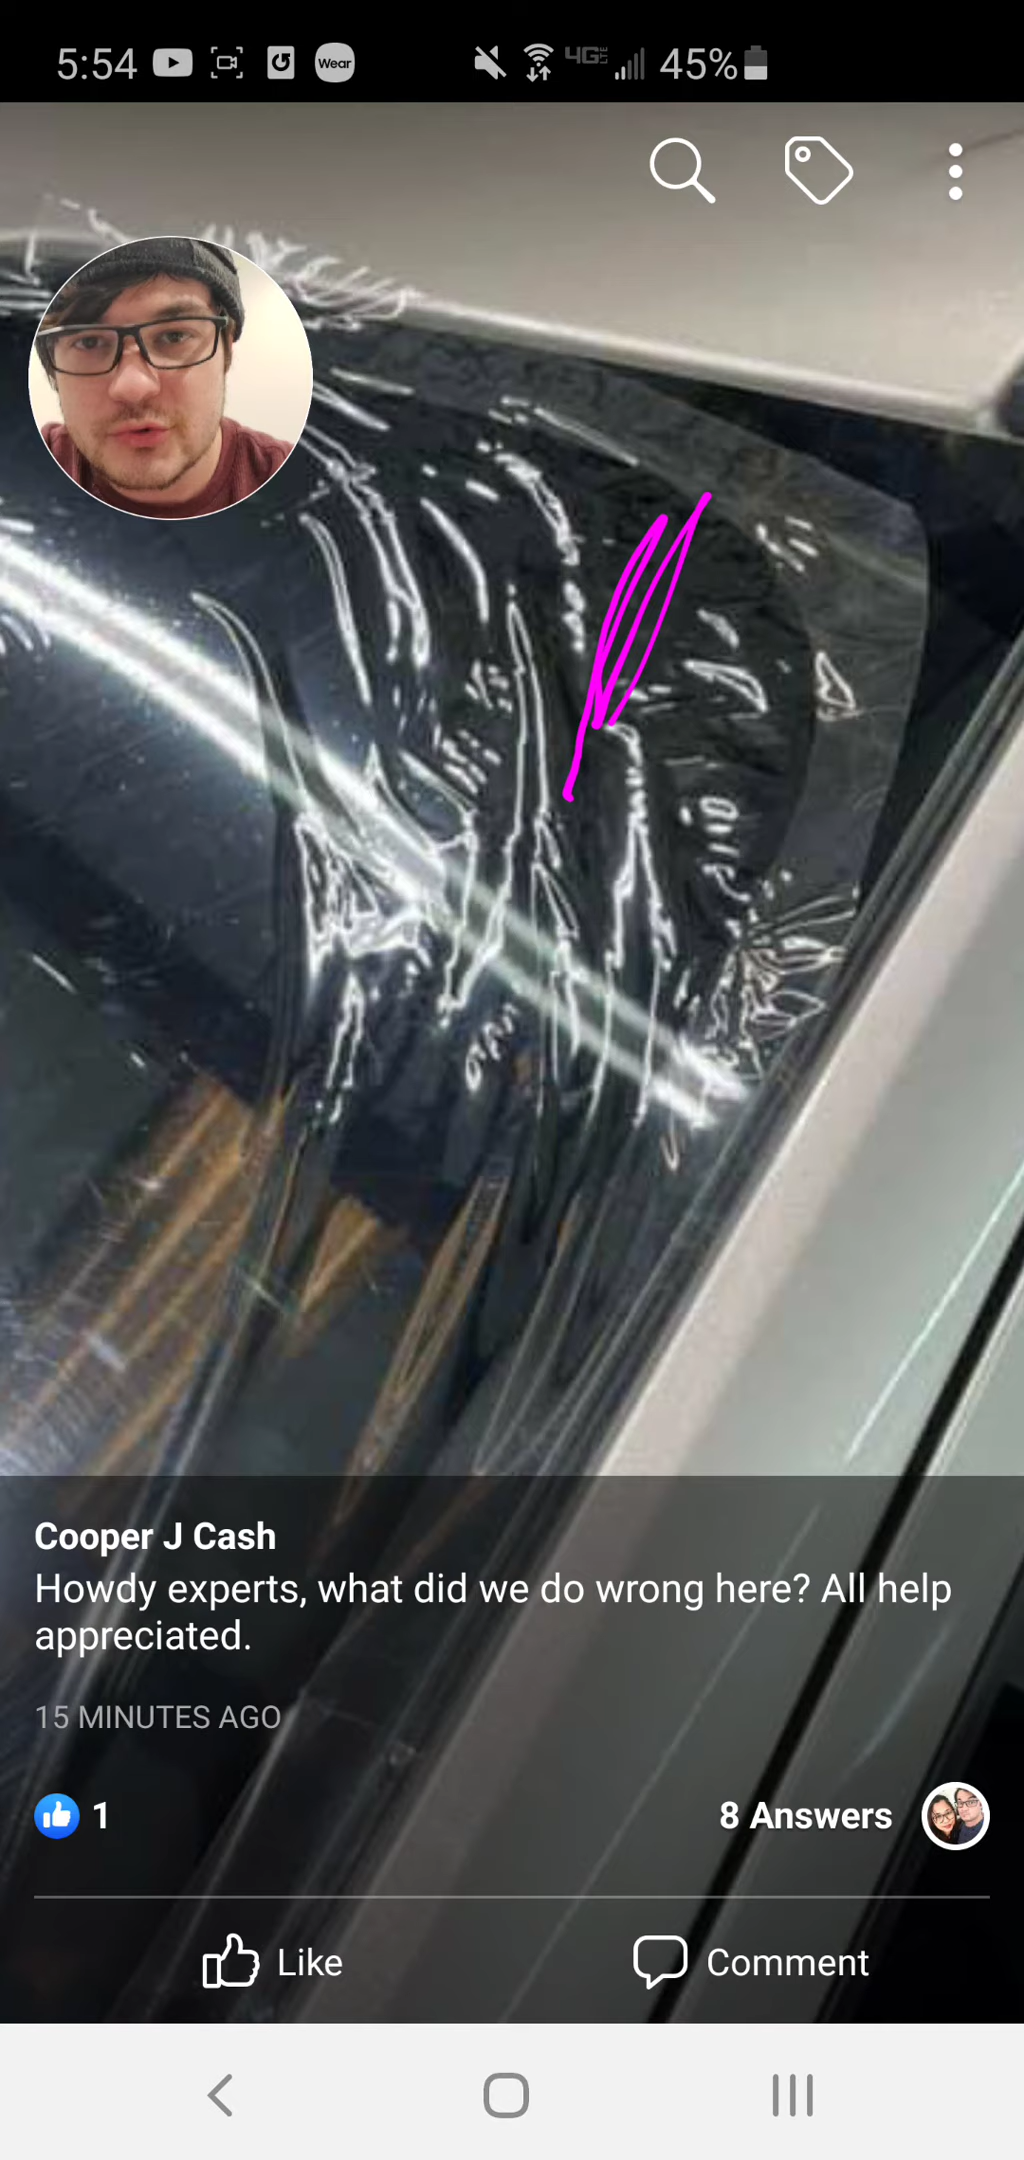 5:54
Wear
4G
45%
Cooper J Cash
Howdy experts, what did we do wrong here? All help
appreciated.
15 MINUTES AGO
1
8 Answers
Like
Comment